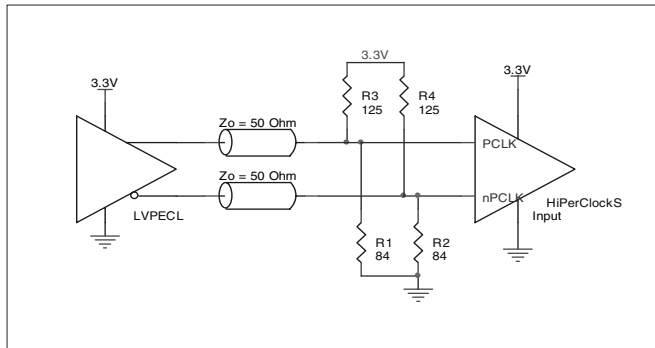 3.3V
3.3V
3.3V
R3
125
R4
125
Zo = 50 Ohm
PCLK
Zo = 50 Ohm
nPCLK
HiPerClockS
Input
LVPECL
R1
84
R2
84